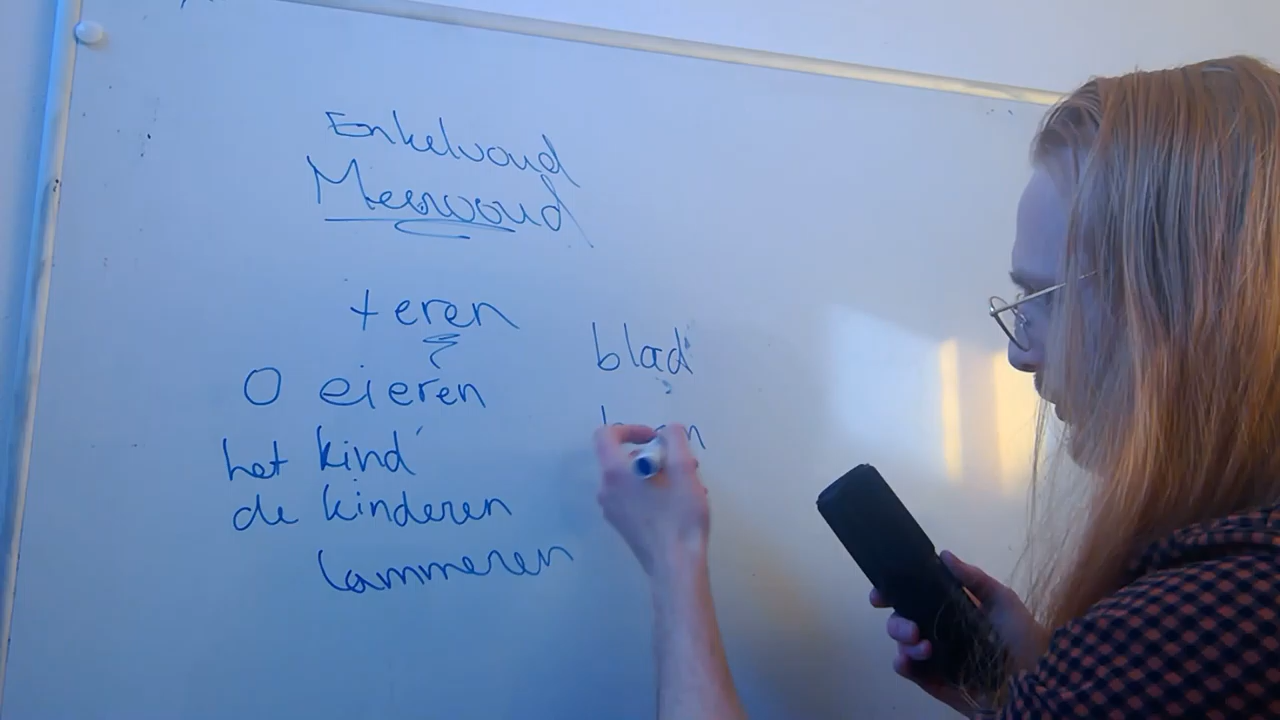 Enkelvoud
Meervoud
+ eren
O eieren
het kind
de kinderen
lammeren
blad